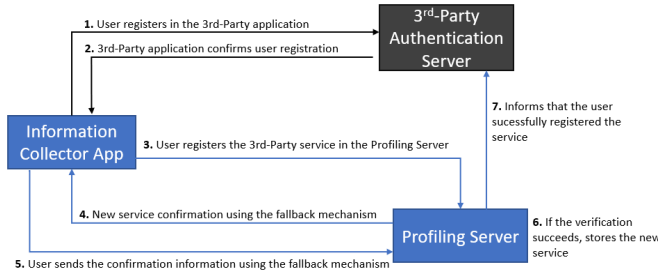 1. User registers in the 3rd-Party application
3rd-Party
Authentication
Server
2. 3rd-Party application confirms user registration
7. Informs that the user
sucessfully registered the
service
Information
Collector App
3. User registers the 3rd-Party service in the Profiling Server
4. New service confirmation using the fallback mechanism
Profiling Server
6. If the verification
succeeds, stores the new
service
5. User sends the confirmation information using the fallback mechanism